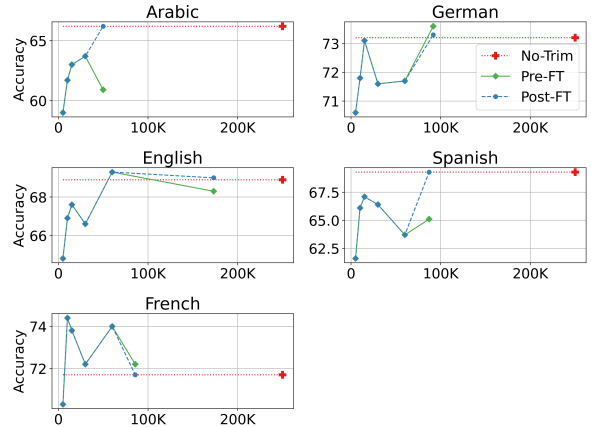 Arabic
Accuracy
65
60
0 100K 200K
German
73
72
71
0 100K 200K
No-Trim
Pre-FT
Post-FT
English
Accuracy
68
66
0 100K 200K
Spanish
67.5
65.0
62.5
0 100K 200K
French
Accuracy
74
72
0 100K 200K